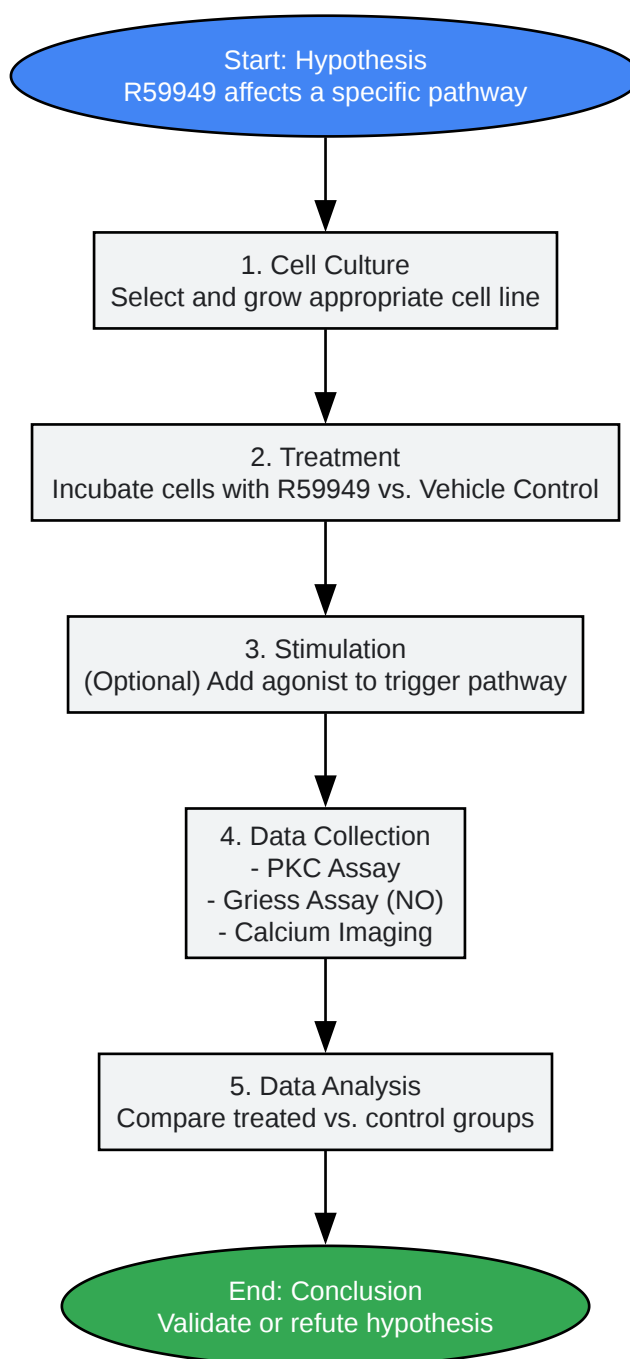 Start: Hypothesis
R59949 affects a specific pathway
1. Cell Culture
Select and grow appropriate cell line
2. Treatment
Incubate cells with R59949 vs. Vehicle Control
3. Stimulation
(Optional) Add agonist to trigger pathway
4. Data Collection
- PKC Assay
- Griess Assay (NO)
- Calcium Imaging
5. Data Analysis
Compare treated vs. control groups
End: Conclusion
Validate or refute hypothesis